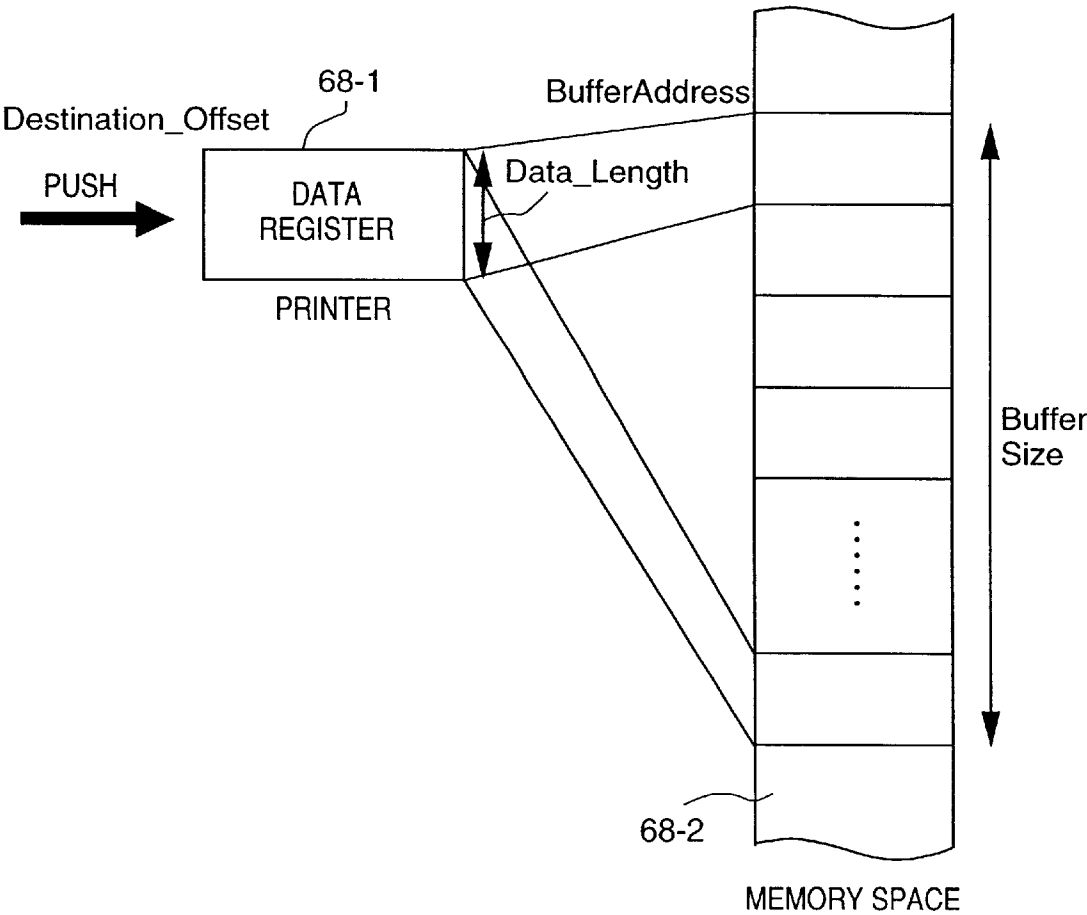 68-1
BufferAddress
Destination_Offset
PUSH
DATA
REGISTER
Data_Length
PRINTER
Buffer
Size
68-2
MEMORY SPACE